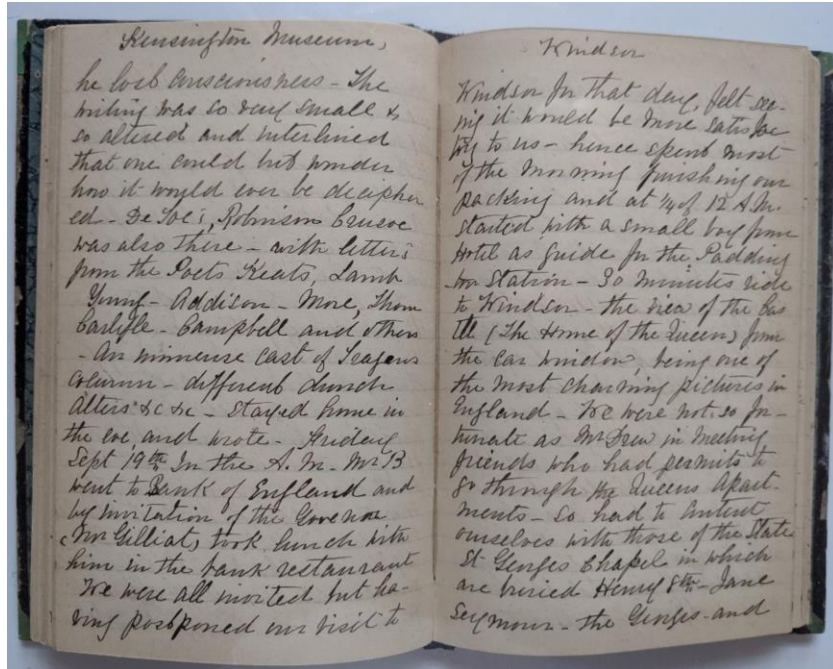 Kensington Museum,
he lost consciousness - The
writing was so very small &
so altered and interlined
that one could but wonder
how it would ever be decipher
ed - De Foe's, Robinson Crusoe
was also there - with letters
from the Poets Keats, Lamb
Young - Addison - More, Thom
Carlyle - Campbell and others
- An immense cast of Tragens
column - different church
Alters &c &c - Stayed home in
the eve, and wrote - Friday
Sept 19th In the A.M. Mr B
went to Bank of England and
by invitation of the Govenor
(Mr Gilliat) took lunch with
him in the bank restaurant
We were all invited but ha-
ving postponed our visit to
Windsor
Windsor for that day, felt see-
ing it would be more satisfac
tory to us - hence spent most
of the morning finishing our
packing and at 1/4 of 12 A.M.
started with a small boy from
Hotel as guide for the Padding
ton Station - 30 minutes ride
to Windsor - the view of the Cas
tle (The Home of the Queen) from
the car window, being one of
the most charming pictures in
England - We were not so for-
tunate as Mr Drew in meeting
friends who had permits to
go through the Queens Apart-
ments - So had to content
ourselves with those of the State
St Georges Chapel in which
are buried Henry 8th - Jane
Seymour - the Georges - and